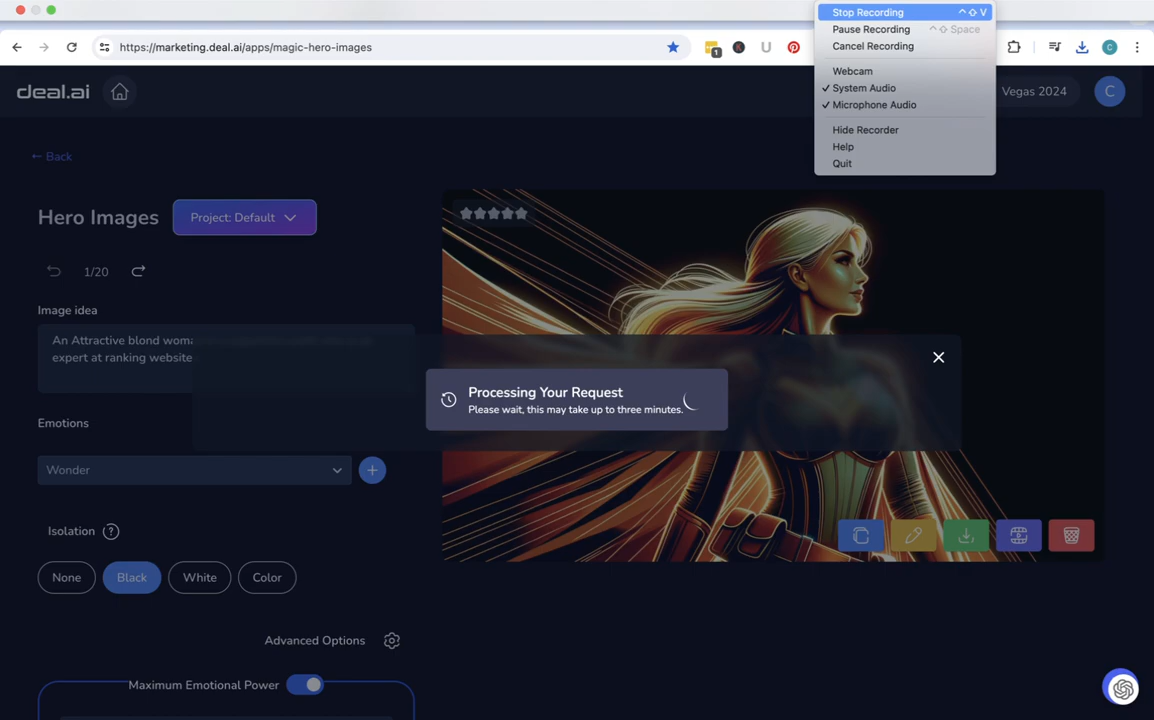 Stop Recording ^⇧V
Pause Recording ^⇧Space
Cancel Recording
Webcam
✓ System Audio
✓ Microphone Audio
Hide Recorder
Help
Quit
https://marketing.deal.ai/apps/magic-hero-images
1
C
deal.ai
Vegas 2024
C
← Back
Hero Images
Project: Default
1/20
Image idea
An Attractive blond
expert at ranking website
Processing Your Request
Please wait, this may take up to three minutes.
Emotions
Wonder
+
Isolation ?
None
Black
White
Color
Advanced Options
Maximum Emotional Power